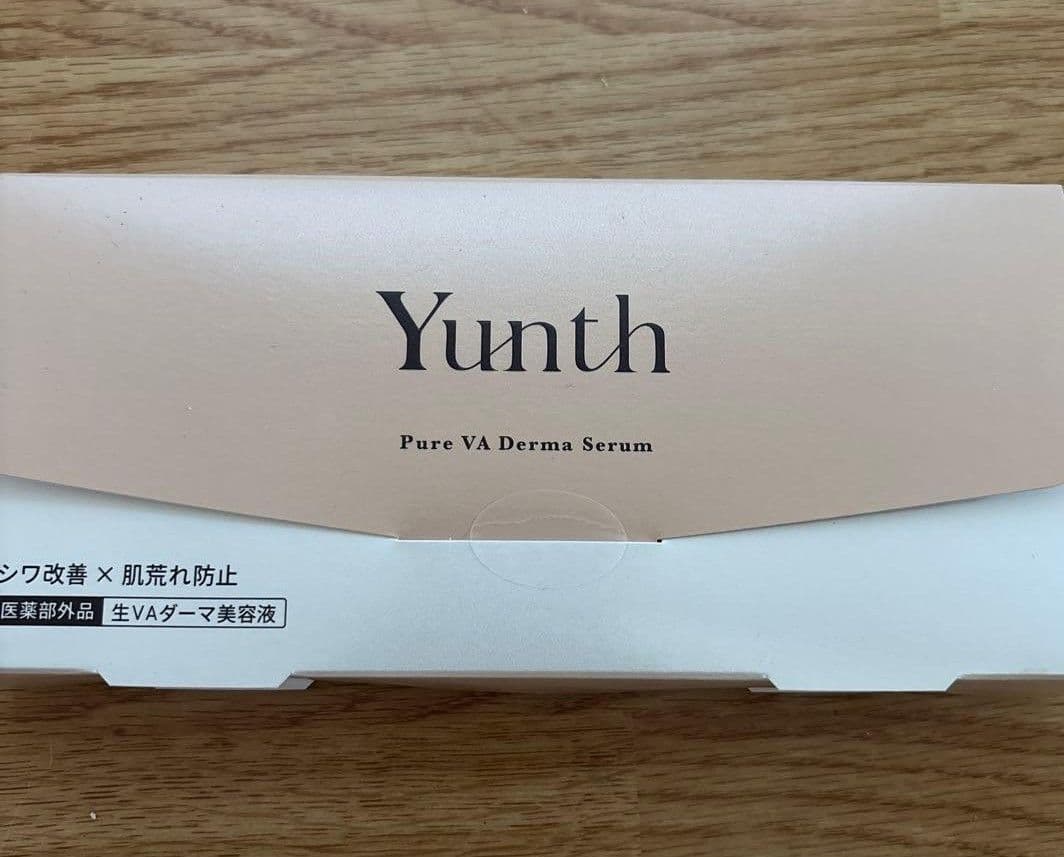 Yunth
Pure VA Derma Serum
シワ改善 × 肌荒れ防止
医薬部外品 生VAダーマ美容液